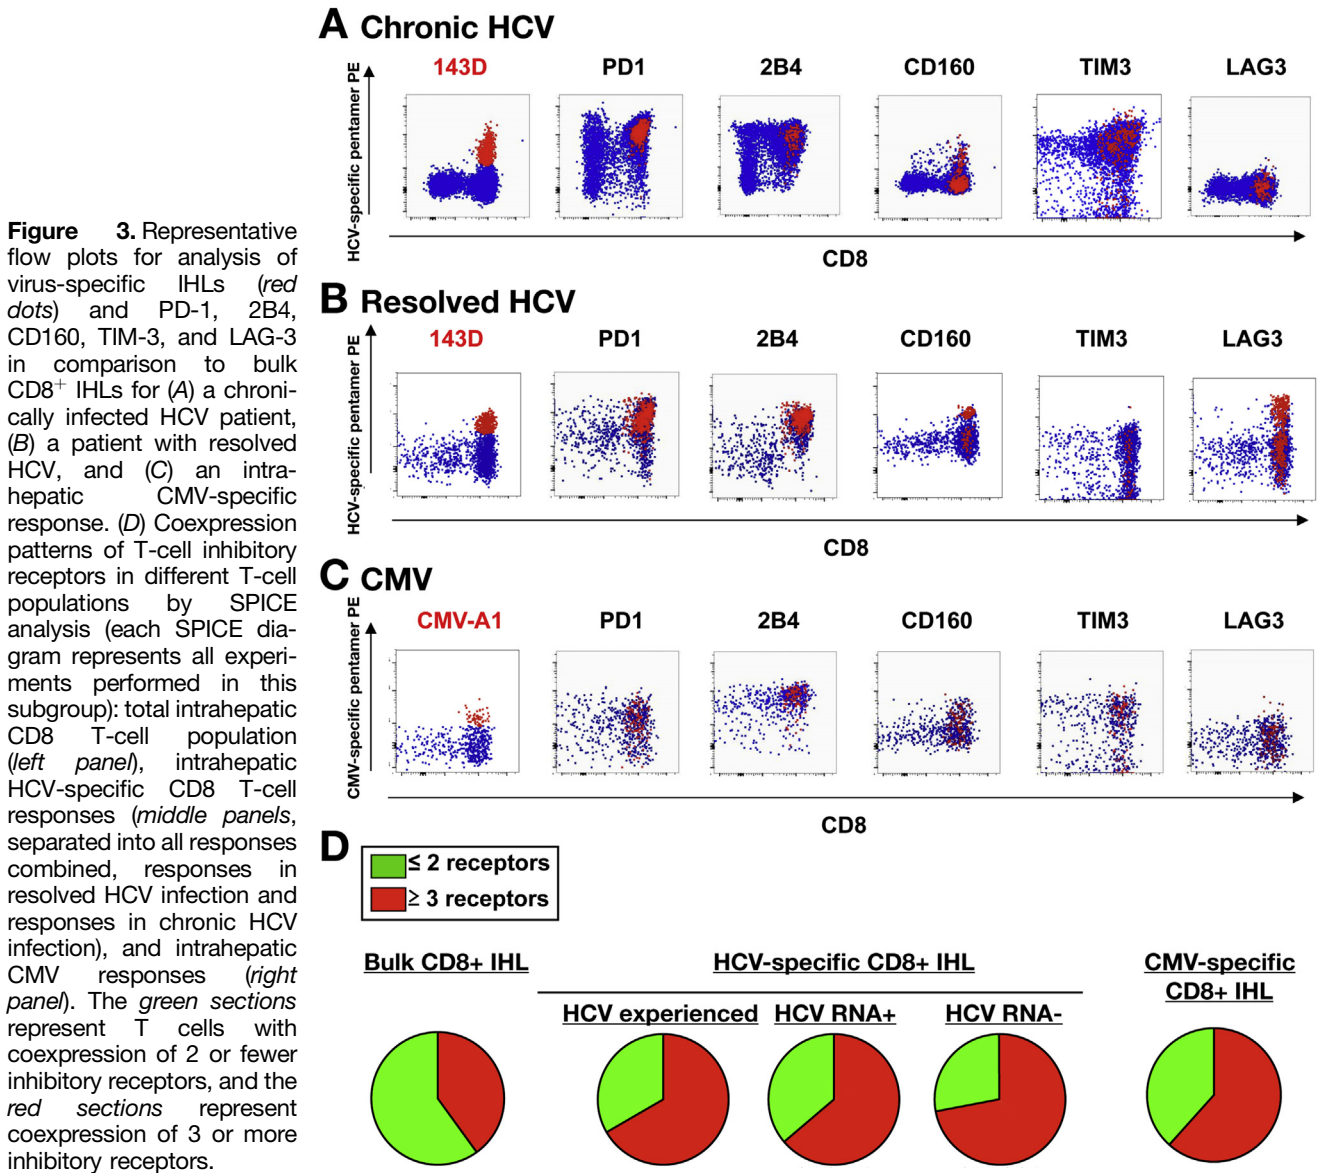 Figure 3. Representative
flow plots for analysis of
virus-specific IHLs (red
dots) and PD-1, 2B4,
CD160, TIM-3, and LAG-3
in comparison to bulk
CD8+ IHLs for (A) a chroni-
cally infected HCV patient,
(B) a patient with resolved
HCV, and (C) an intra-
hepatic CMV-specific
response. (D) Coexpression
patterns of T-cell inhibitory
receptors in different T-cell
populations by SPICE
analysis (each SPICE dia-
gram represents all experi-
ments performed in this
subgroup): total intrahepatic
CD8 T-cell population
(left panel), intrahepatic
HCV-specific CD8 T-cell
responses (middle panels,
separated into all responses
combined, responses in
resolved HCV infection and
responses in chronic HCV
infection), and intrahepatic
CMV responses (right
panel). The green sections
represent T cells with
coexpression of 2 or fewer
inhibitory receptors, and the
red sections represent
coexpression of 3 or more
inhibitory receptors.
A Chronic HCV
143D PD1 2B4 CD160 TIM3 LAG3
HCV-specific pentamer PE
CD8
B Resolved HCV
143D PD1 2B4 CD160 TIM3 LAG3
HCV-specific pentamer PE
CD8
C CMV
CMV-A1 PD1 2B4 CD160 TIM3 LAG3
CMV-specific pentamer PE
CD8
D
≤ 2 receptors
≥ 3 receptors
Bulk CD8+ IHL
HCV-specific CD8+ IHL
HCV experienced HCV RNA+ HCV RNA-
CMV-specific
CD8+ IHL